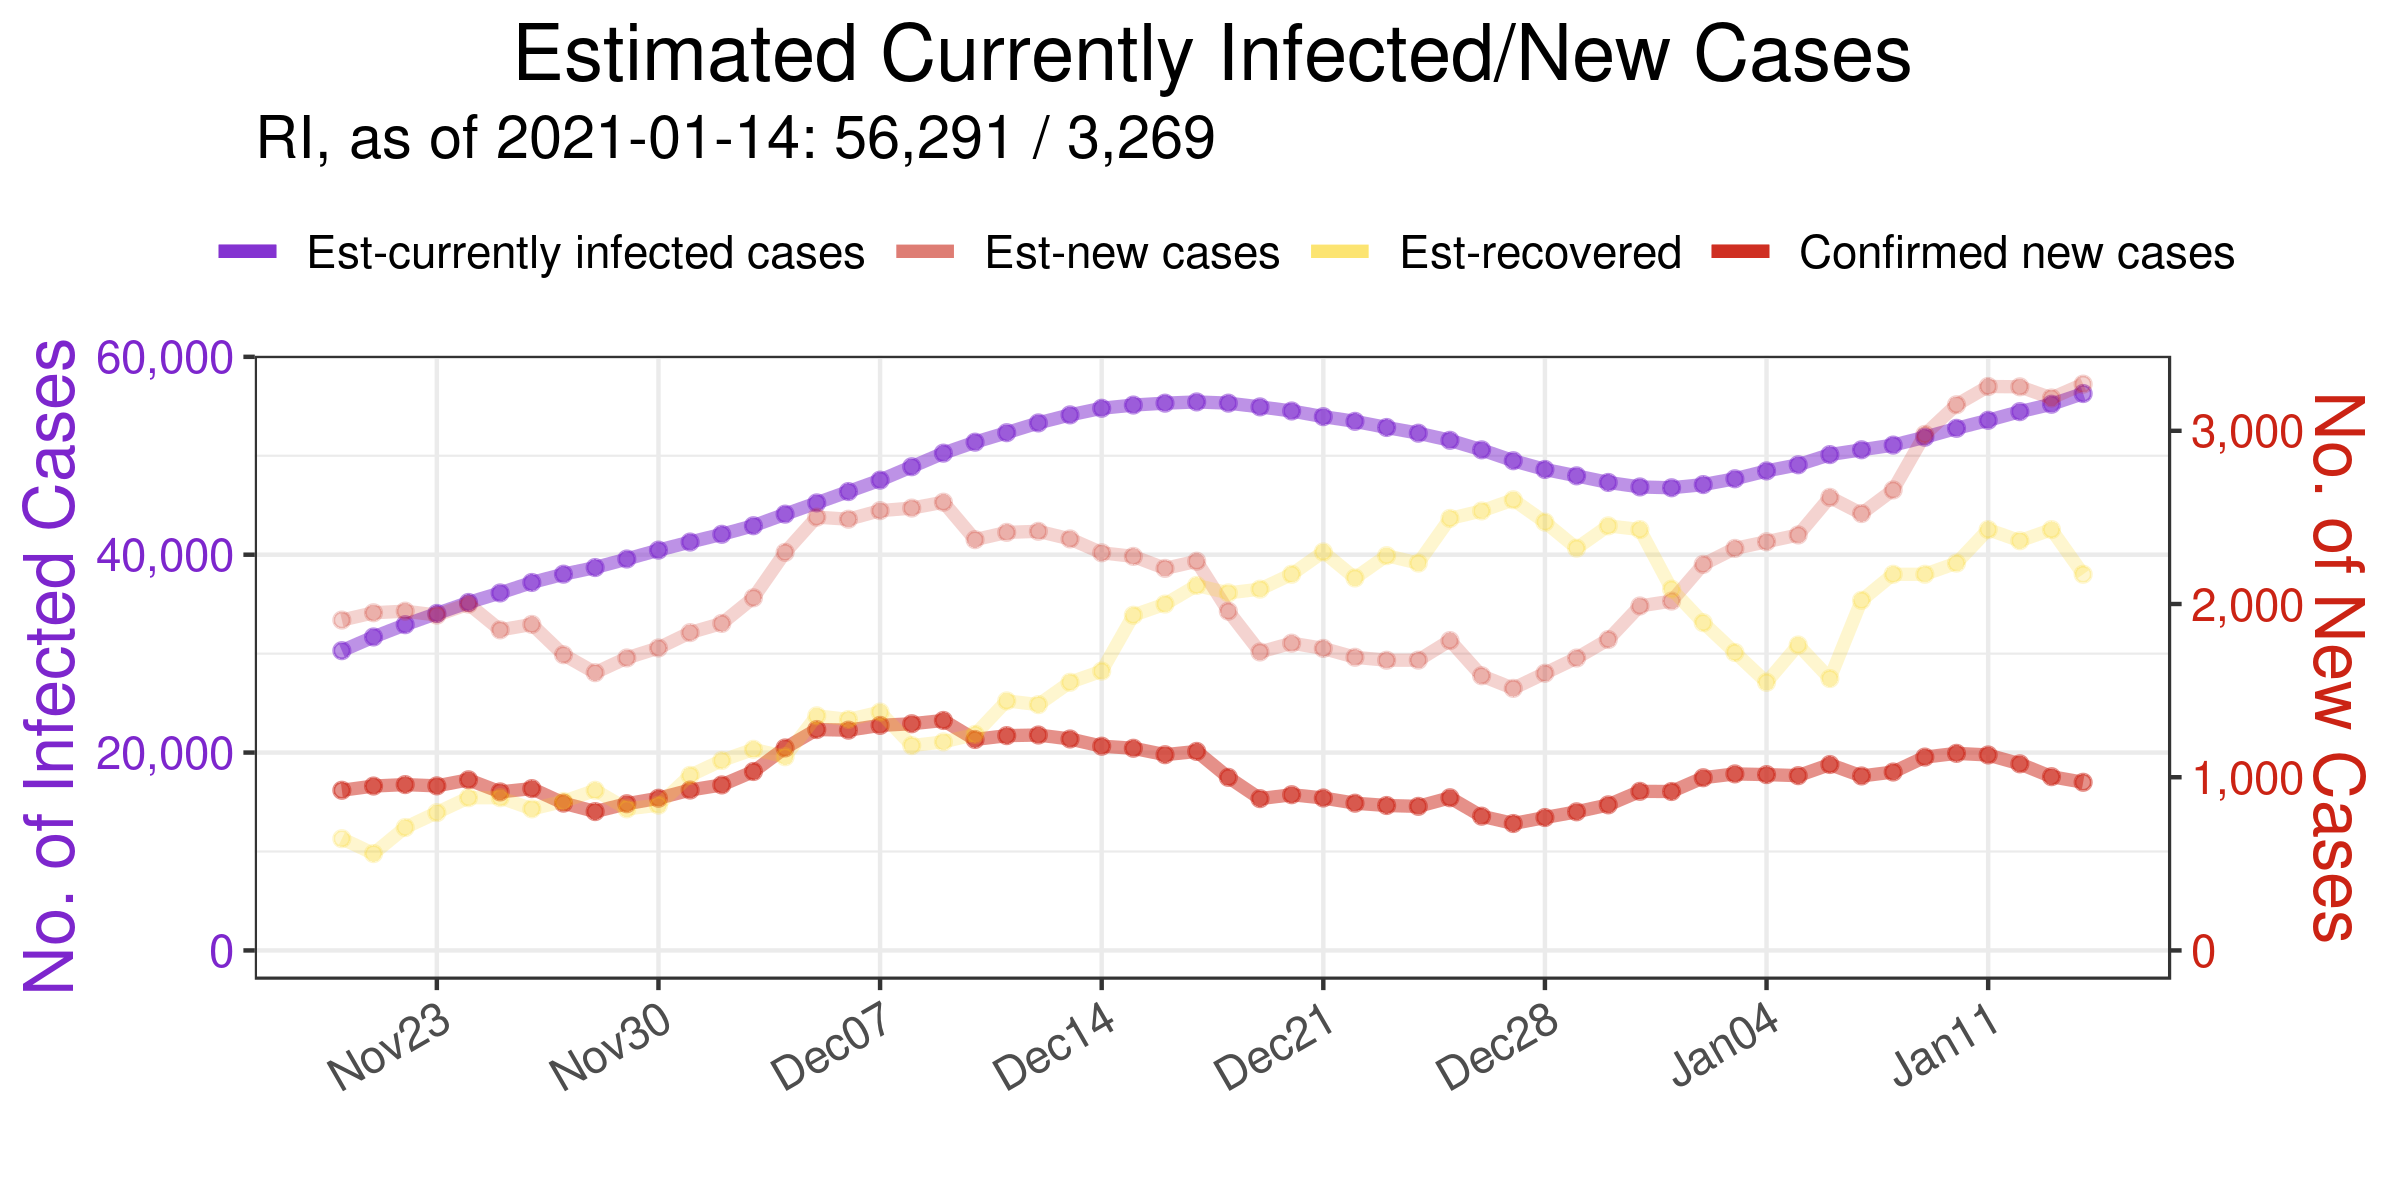 Estimated Currently Infected/New Cases
RI, as of 2021-01-14: 56,291 / 3,269
Est-currently infected cases Est-new cases Est-recovered Confirmed new cases
No. of Infected Cases
60,000
40,000
20,000
0
3,000
2,000
1,000
0
No. of New Cases
Nov23 Nov30 Dec07 Dec14 Dec21 Dec28 Jan04 Jan11